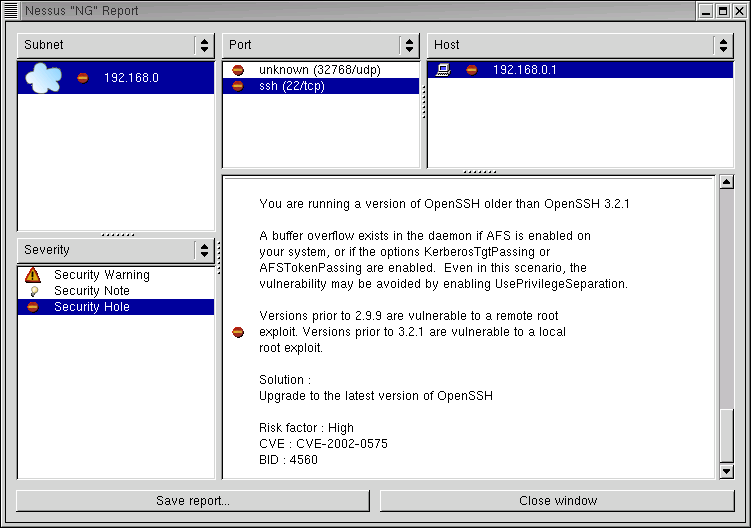 Nessus "NG" Report
Subnet
192.168.0
Port
unknown (32768/udp)
ssh (22/tcp)
Host
192.168.0.1
Severity
Security Warning
Security Note
Security Hole
You are running a version of OpenSSH older than OpenSSH 3.2.1
A buffer overflow exists in the daemon if AFS is enabled on
your system, or if the options KerberosTgtPassing or
AFSTokenPassing are enabled.  Even in this scenario, the
vulnerability may be avoided by enabling UsePrivilegeSeparation.
Versions prior to 2.9.9 are vulnerable to a remote root
exploit. Versions prior to 3.2.1 are vulnerable to a local
root exploit.
Solution :
Upgrade to the latest version of OpenSSH
Risk factor : High
CVE : CVE-2002-0575
BID : 4560
Save report...
Close window